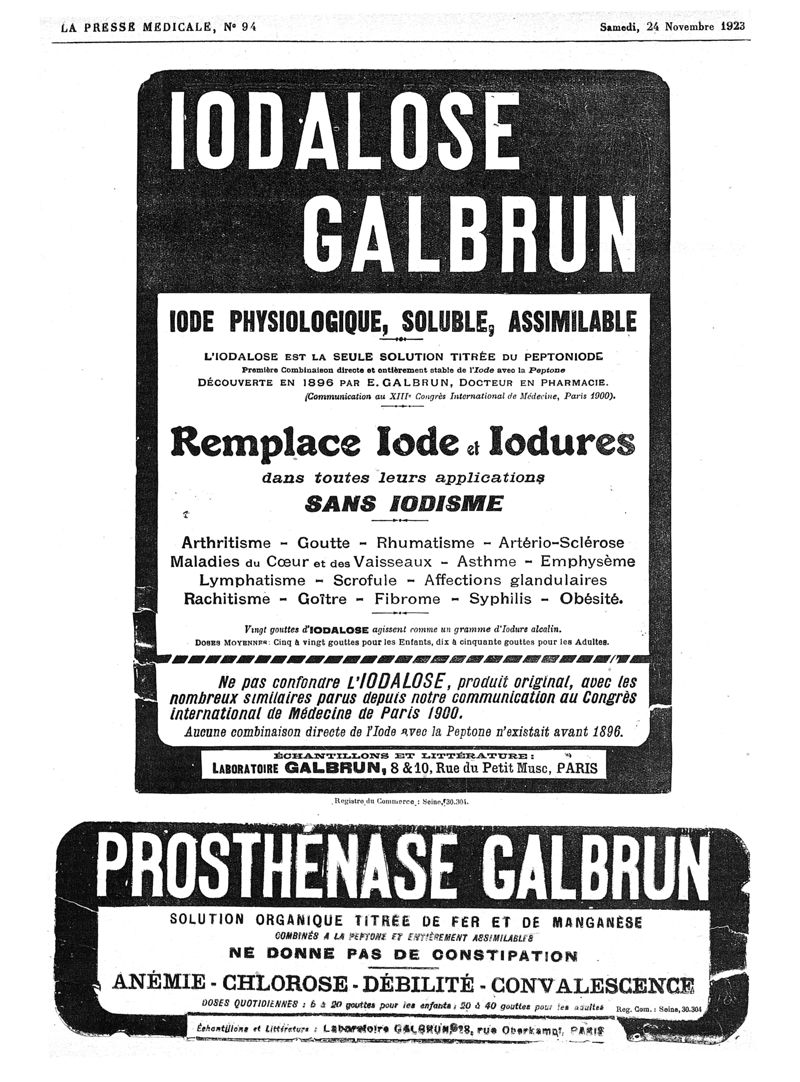 LA PRESSE MEDICALE, N° 94
Samedi, 24 Novembre 1923
IODALOSE
GALBRUN
IODE PHYSIOLOGIQUE, SOLUBLE, ASSIMILABLE
L'IODALOSE EST LA SEULE SOLUTION TITRÉE DU PEPTONIODE
Première Combinaison directe et entièrement stable de l'Iode avec la Peptone
DÉCOUVERTE EN 1896 PAR E. GALBRUN, DOCTEUR EN PHARMACIE.
(Communication au XIIIe Congrès International de Médecine, Paris 1900).
Remplace Iode et Iodures
dans toutes leurs applications
SANS IODISME
Arthritisme - Goutte - Rhumatisme - Artério-Sclérose
Maladies du Cœur et des Vaisseaux - Asthme - Emphysème
Lymphatisme - Scrofule - Affections glandulaires
Rachitisme - Goître - Fibrome - Syphilis - Obésité.
Vingt gouttes d'IODALOSE agissent comme un gramme d'Iodure alcalin.
DOSES MOYENNES : Cinq à vingt gouttes pour les Enfants, dix à cinquante gouttes pour les Adultes.
Ne pas confondre L'IODALOSE, produit original, avec les
nombreux similaires parus depuis notre communication au Congrès
International de Médecine de Paris 1900.
Aucune combinaison directe de l'Iode avec la Peptone n'existait avant 1896.
ÉCHANTILLONS ET LITTÉRATURE :
LABORATOIRE GALBRUN, 8 & 10, Rue du Petit Musc, PARIS
Registre du Commerce : Seine, 30.304.
PROSTHÉNASE GALBRUN
SOLUTION ORGANIQUE TITRÉE DE FER ET DE MANGANÈSE
COMBINÉS A LA PEPTONE ET ENTIÈREMENT ASSIMILABLES
NE DONNE PAS DE CONSTIPATION
ANÉMIE - CHLOROSE - DÉBILITÉ - CONVALESCENCE
DOSES QUOTIDIENNES : 5 à 20 gouttes pour les enfants ; 20 à 40 gouttes pour les adultes
Reg. Com. : Seine, 30.304
Échantillons et Littérature : Laboratoire GALBRUN, rue Oberkampf, PARIS